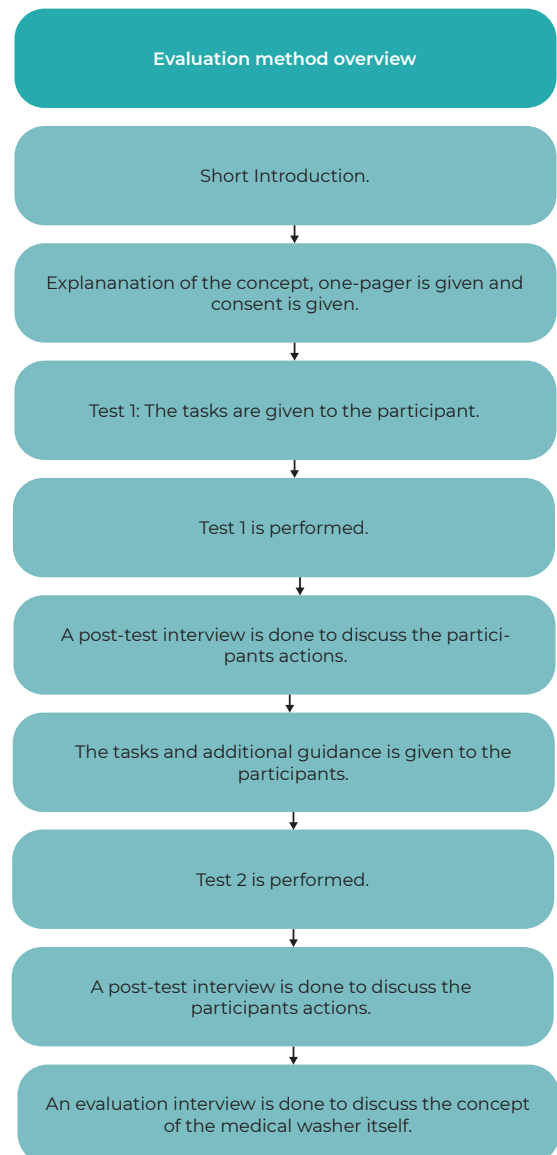 Evaluation method overview
Short Introduction.
Explananation of the concept, one-pager is given and
consent is given.
Test 1: The tasks are given to the participant.
Test 1 is performed.
A post-test interview is done to discuss the partici-
pants actions.
The tasks and additional guidance is given to the
participants.
Test 2 is performed.
A post-test interview is done to discuss the
participants actions.
An evaluation interview is done to discuss the concept
of the medical washer itself.